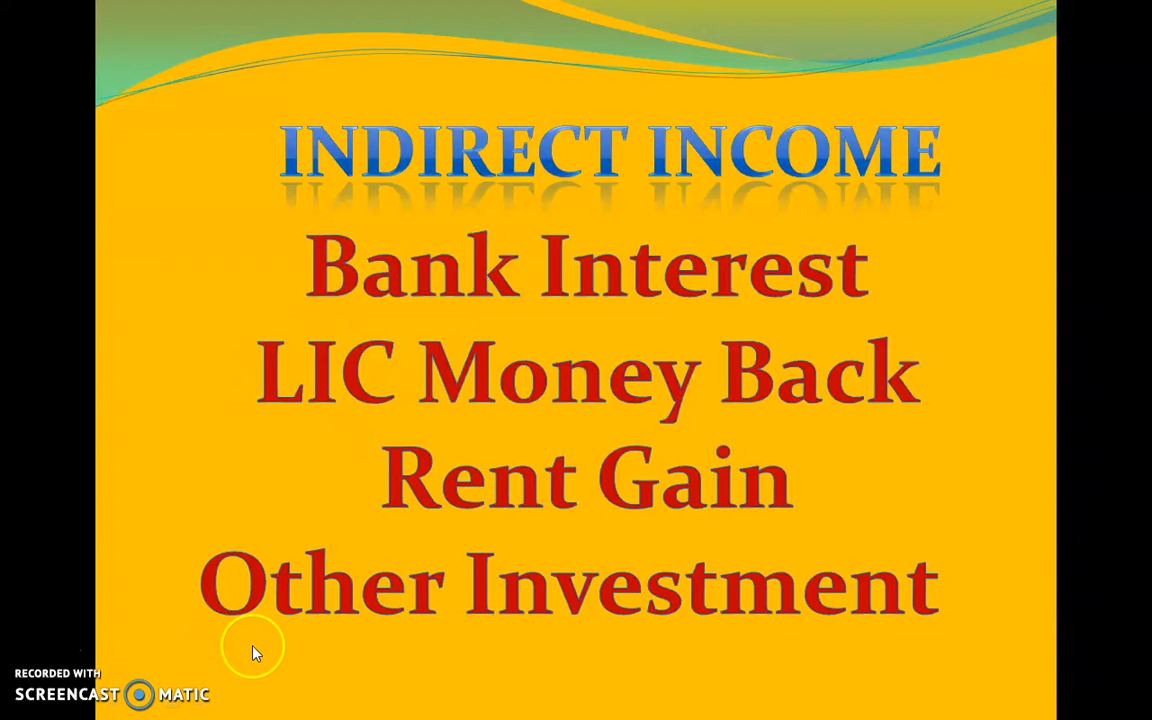 INDIRECT INCOME
Bank Interest
LIC Money Back
Rent Gain
Other Investment
RECORDED WITH
SCREENCAST MATIC